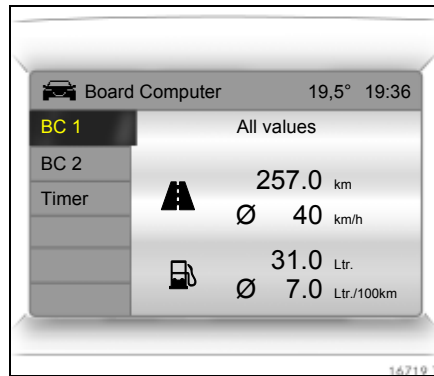 Board Computer 19,5° 19:36
BC 1
All values
BC 2
Timer
257.0 km
Ø 40 km/h
31.0 Ltr.
Ø 7.0 Ltr./100km
16719